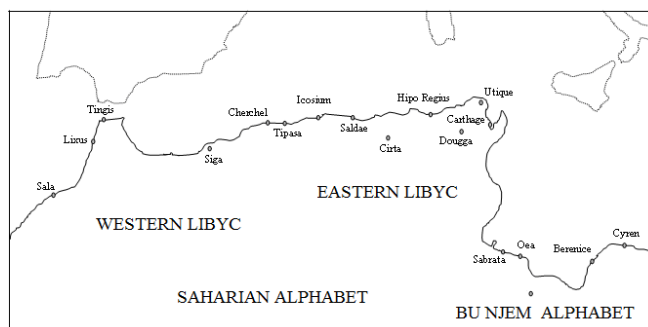 Utique
Hipo Regius
Icosium
Tingis
Cherchel
Carthage
Tipasa
Saldae
Lixus
Dougga
Cirta
Siga
EASTERN LIBYC
Sala
WESTERN LIBYC
Cyren
Oea
Berenice
Sabrata
SAHARIAN ALPHABET
BU NJEM ALPHABET